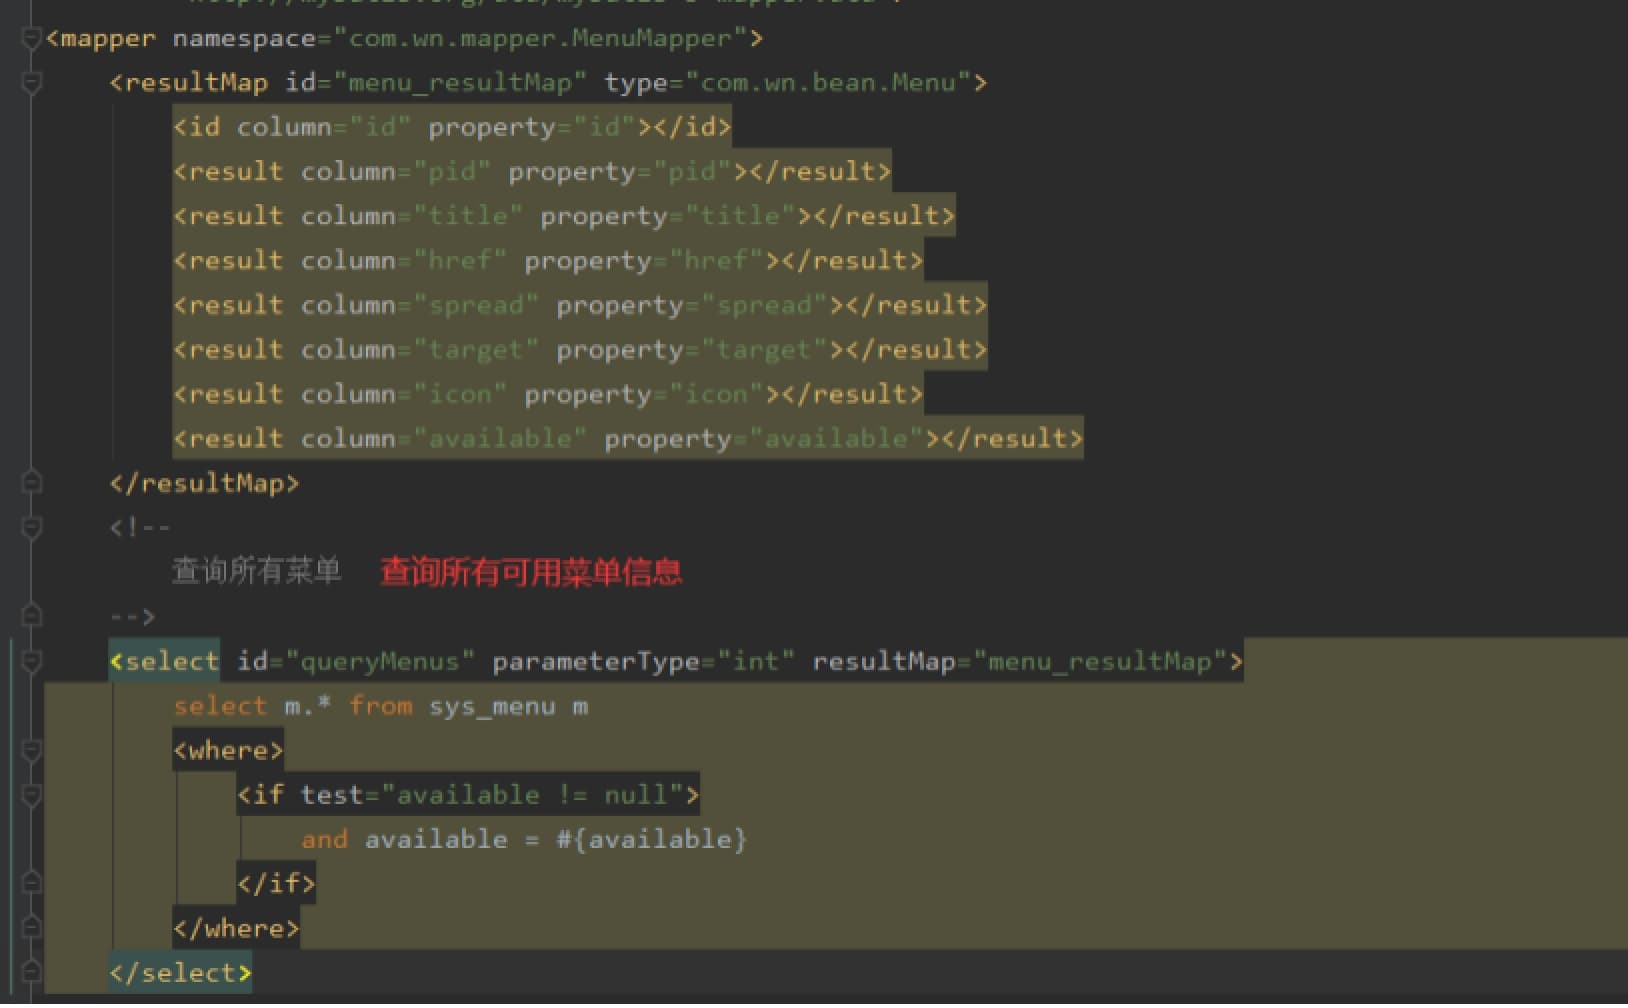 <mapper namespace="com.wn.mapper.MenuMapper">
<resultMap id="menu_resultMap" type="com.wn.bean.Menu">
<id column="id" property="id"></id>
<result column="pid" property="pid"></result>
<result column="title" property="title"></result>
<result column="href" property="href"></result>
<result column="spread" property="spread"></result>
<result column="target" property="target"></result>
<result column="icon" property="icon"></result>
<result column="available" property="available"></result>
</resultMap>
<!--
查询所有菜单 查询所有可用菜单信息
-->
<select id="queryMenus" parameterType="int" resultMap="menu_resultMap">
select m.* from sys_menu m
<where>
<if test="available != null">
and available = #{available}
</if>
</where>
</select>